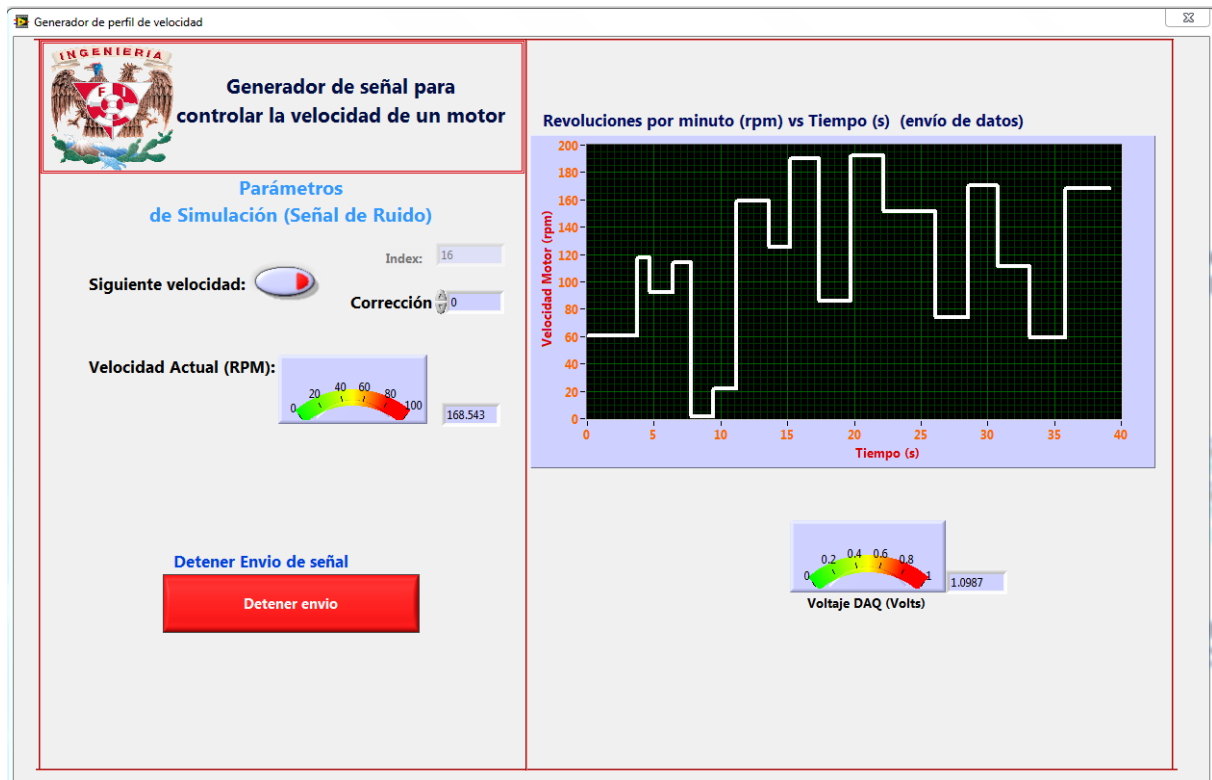 Generador de perfil de velocidad
INGENIERIA
F I
Generador de señal para
controlar la velocidad de un motor
Parámetros
de Simulación (Señal de Ruido)
Index: 16
Siguiente velocidad:
Corrección 0
Velocidad Actual (RPM):
0 20 40 60 80 100
168.543
Detener Envio de señal
Detener envio
Revoluciones por minuto (rpm) vs Tiempo (s) (envío de datos)
Velocidad Motor (rpm)
200
180
160
140
120
100
80
60
40
20
0
0 5 10 15 20 25 30 35 40
Tiempo (s)
0 0.2 0.4 0.6 0.8 1
1.0987
Voltaje DAQ (Volts)